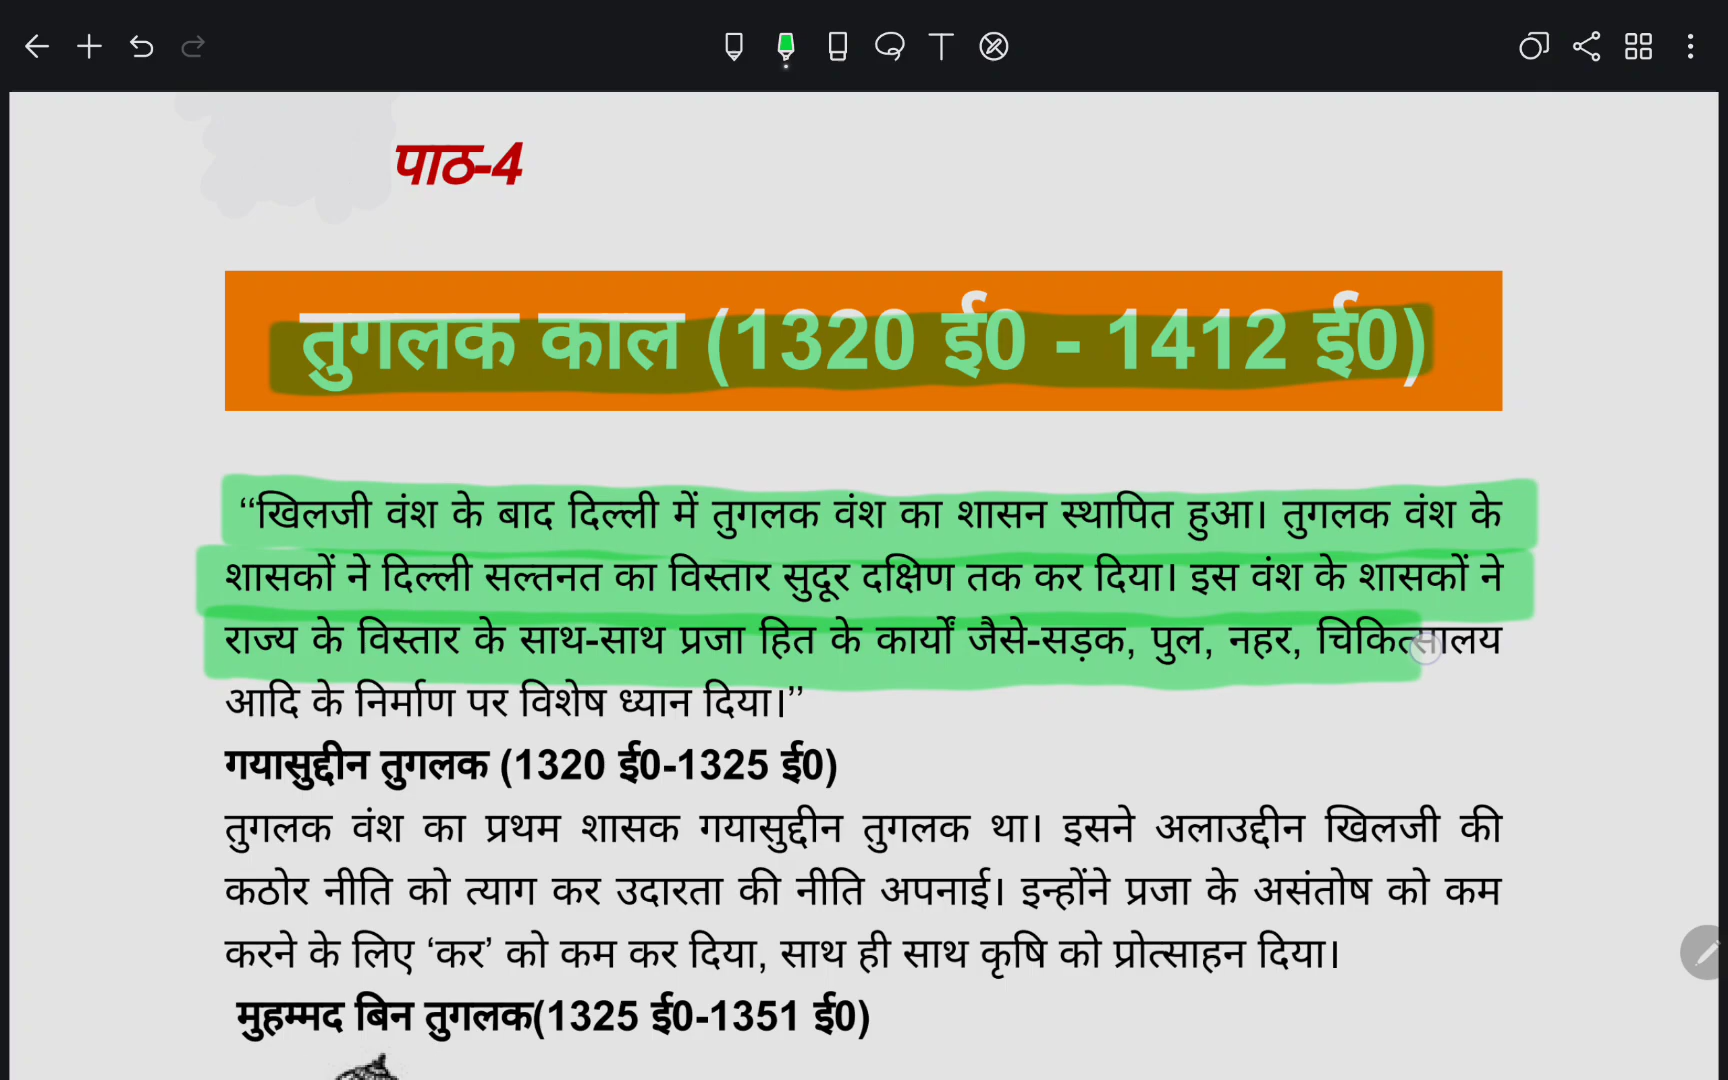 पाठ-4
तुगलक काल (1320 ई0 - 1412 ई0)
‘‘खिलजी वंश के बाद दिल्ली में तुगलक वंश का शासन स्थापित हुआ। तुगलक वंश के
शासकों ने दिल्ली सल्तनत का विस्तार सुदूर दक्षिण तक कर दिया। इस वंश के शासकों ने
राज्य के विस्तार के साथ-साथ प्रजा हित के कार्यों जैसे-सड़क, पुल, नहर, चिकित्सालय
आदि के निर्माण पर विशेष ध्यान दिया।’’
गयासुद्दीन तुगलक (1320 ई0-1325 ई0)
तुगलक वंश का प्रथम शासक गयासुद्दीन तुगलक था। इसने अलाउद्दीन खिलजी की
कठोर नीति को त्याग कर उदारता की नीति अपनाई। इन्होंने प्रजा के असंतोष को कम
करने के लिए ‘कर’ को कम कर दिया, साथ ही साथ कृषि को प्रोत्साहन दिया।
मुहम्मद बिन तुगलक(1325 ई0-1351 ई0)